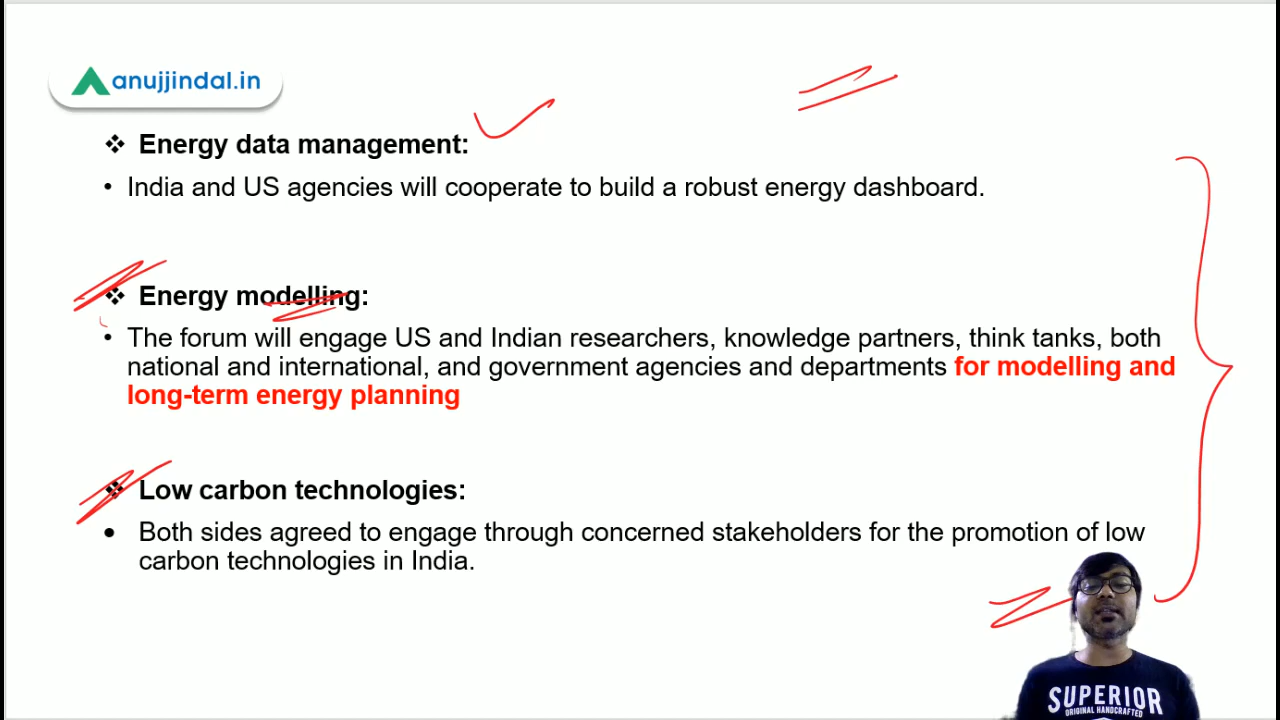 anujjindal.in
❖ Energy data management:
• India and US agencies will cooperate to build a robust energy dashboard.
❖ Energy modelling:
• The forum will engage US and Indian researchers, knowledge partners, think tanks, both
national and international, and government agencies and departments for modelling and
long-term energy planning
❖ Low carbon technologies:
• Both sides agreed to engage through concerned stakeholders for the promotion of low
carbon technologies in India.
SUPERIOR
ORIGINAL HANDCRAFTED